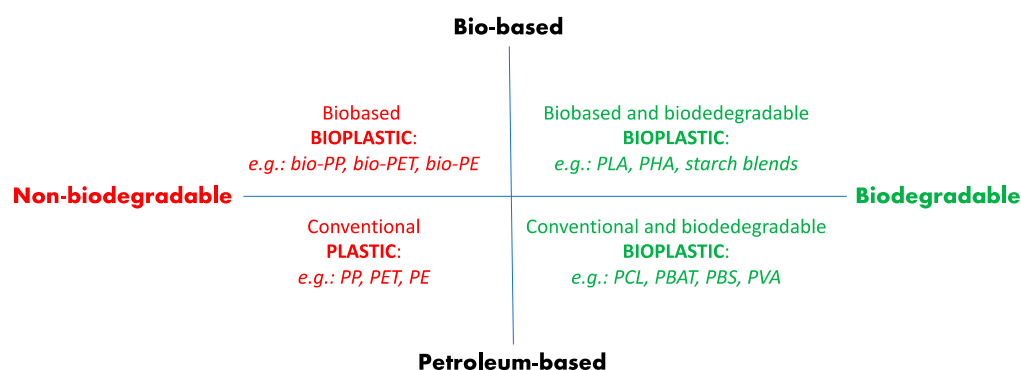 Bio-based
Biobased
BIOPLASTIC:
e.g.: bio-PP, bio-PET, bio-PE
Biobased and biodedegradable
BIOPLASTIC:
e.g.: PLA, PHA, starch blends
Non-biodegradable
Biodegradable
Conventional
PLASTIC:
e.g.: PP, PET, PE
Conventional and biodedegradable
BIOPLASTIC:
e.g.: PCL, PBAT, PBS, PVA
Petroleum-based